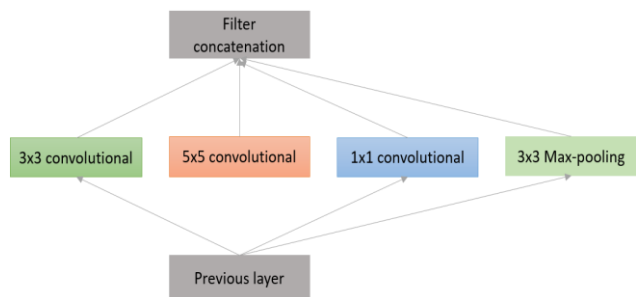 Filter
concatenation
3x3 convolutional
5x5 convolutional
1x1 convolutional
3x3 Max-pooling
Previous layer